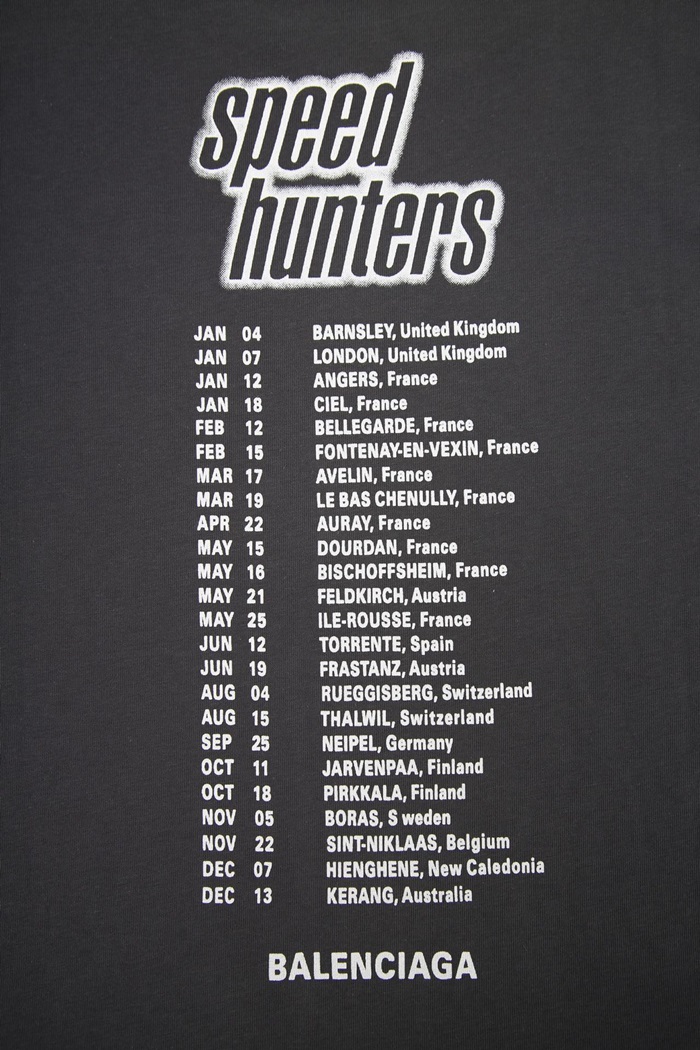 speed
hunters
JAN 04 BARNSLEY, United Kingdom
JAN 07 LONDON, United Kingdom
JAN 12 ANGERS, France
JAN 18 CIEL, France
FEB 12 BELLEGARDE, France
FEB 15 FONTENAY-EN-VEXIN, France
MAR 17 AVELIN, France
MAR 19 LE BAS CHENULLY, France
APR 22 AURAY, France
MAY 15 DOURDAN, France
MAY 16 BISCHOFFSHEIM, France
MAY 21 FELDKIRCH, Austria
MAY 25 ILE-ROUSSE, France
JUN 12 TORRENTE, Spain
JUN 19 FRASTANZ, Austria
AUG 04 RUEGGISBERG, Switzerland
AUG 15 THALWIL, Switzerland
SEP 25 NEIPEL, Germany
OCT 11 JARVENPAA, Finland
OCT 18 PIRKKALA, Finland
NOV 05 BORAS, S weden
NOV 22 SINT-NIKLAAS, Belgium
DEC 07 HIENGHENE, New Caledonia
DEC 13 KERANG, Australia
BALENCIAGA